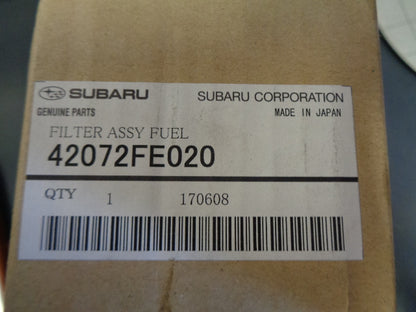 SUBARU SUBARU CORPORATION
GENUINE PARTS MADE IN JAPAN
FILTER ASSY FUEL
42072FE020
QTY 1 170608